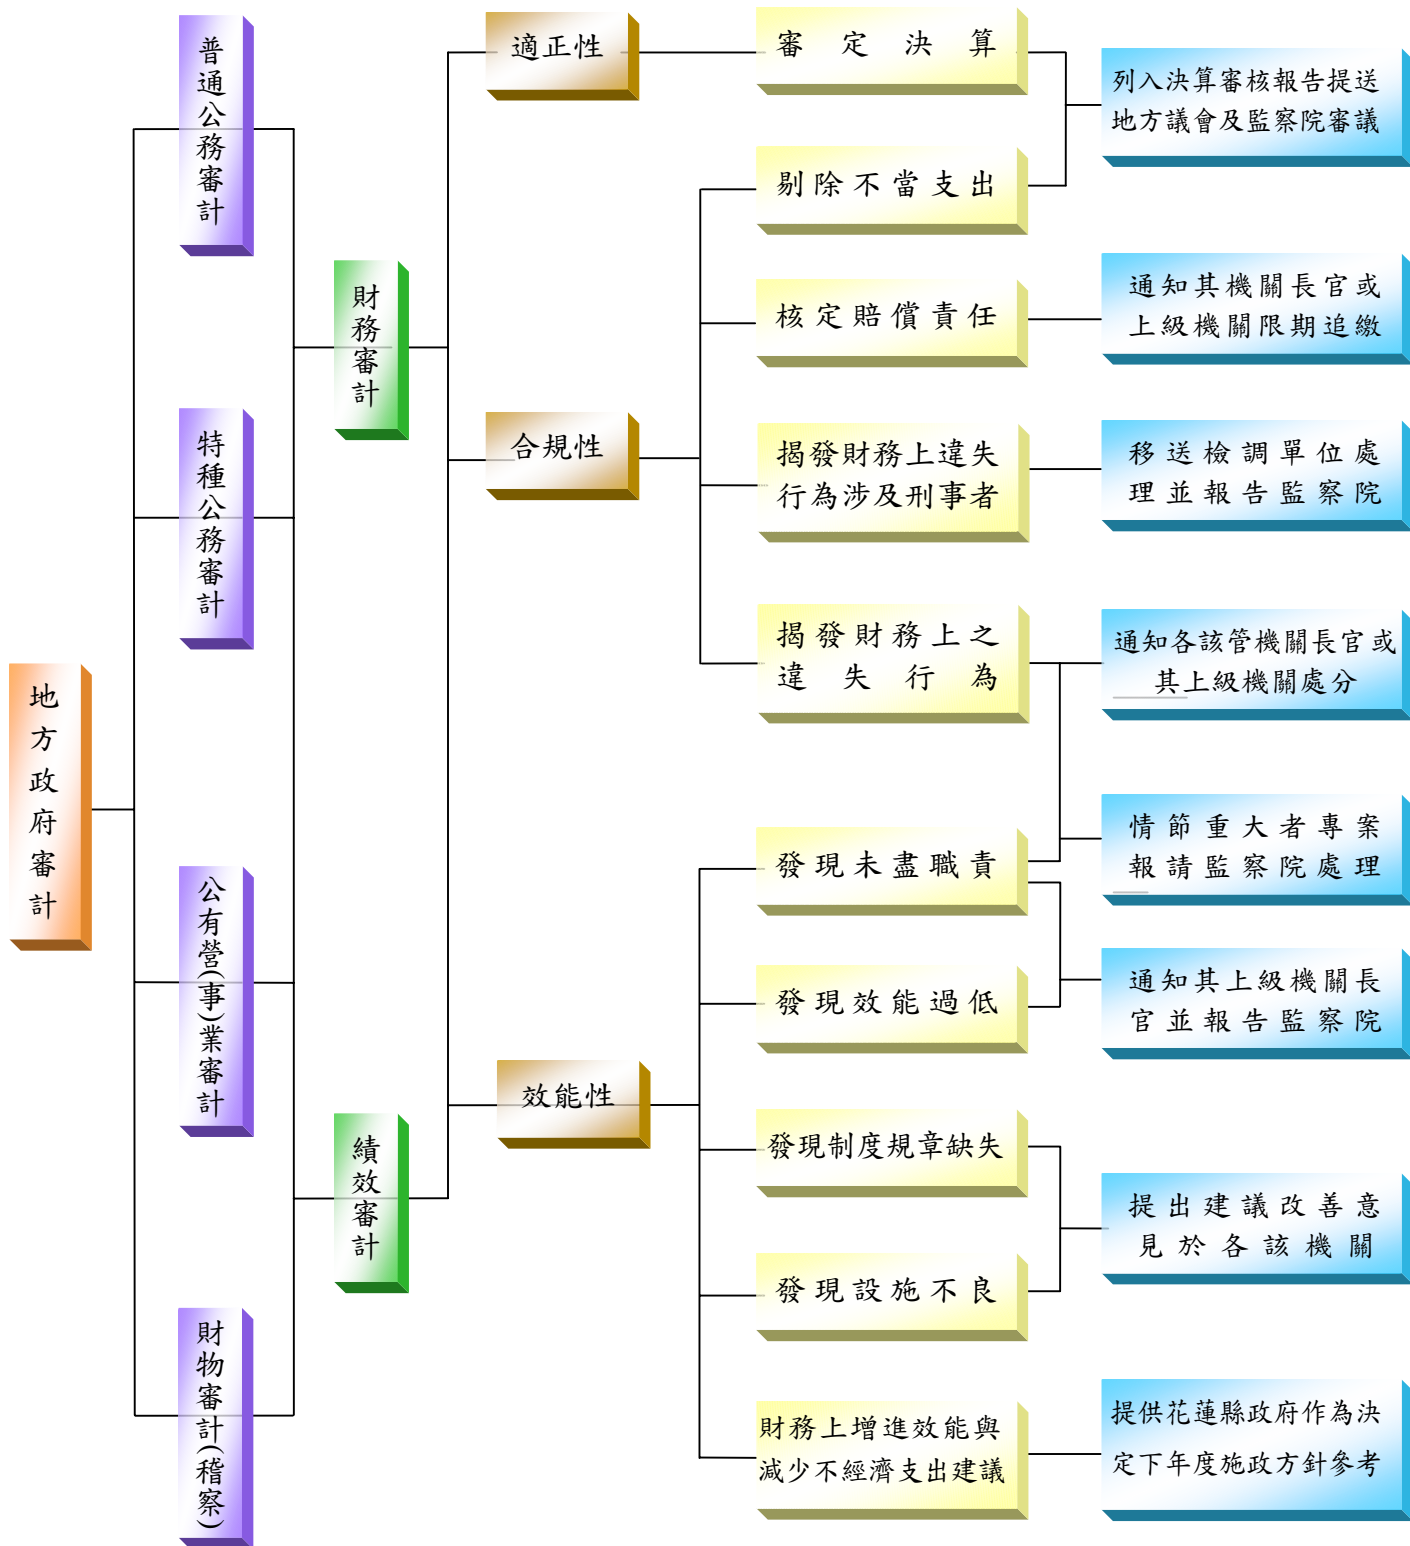 地方政府審計
普通公務審計
特種公務審計
公有營(事)業審計
財物審計(稽察)
財務審計
績效審計
適正性
合規性
效能性
審定決算
剔除不當支出
核定賠償責任
揭發財務上違失
行為涉及刑事者
揭發財務上之
違失行為
發現未盡職責
發現效能過低
發現制度規章缺失
發現設施不良
財務上增進效能與
減少不經濟支出建議
列入決算審核報告提送
地方議會及監察院審議
通知其機關長官或
上級機關限期追繳
移送檢調單位處
理並報告監察院
通知各該管機關長官或
其上級機關處分
情節重大者專案
報請監察院處理
通知其上級機關長
官並報告監察院
提出建議改善意
見於各該機關
提供花蓮縣政府作為決
定下年度施政方針參考